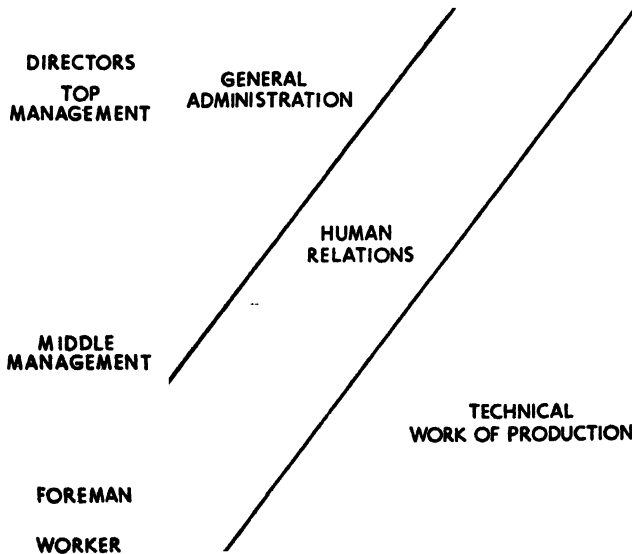 DIRECTORS
TOP
MANAGEMENT
GENERAL
ADMINISTRATION
HUMAN
RELATIONS
MIDDLE
MANAGEMENT
TECHNICAL
WORK OF PRODUCTION
FOREMAN
WORKER